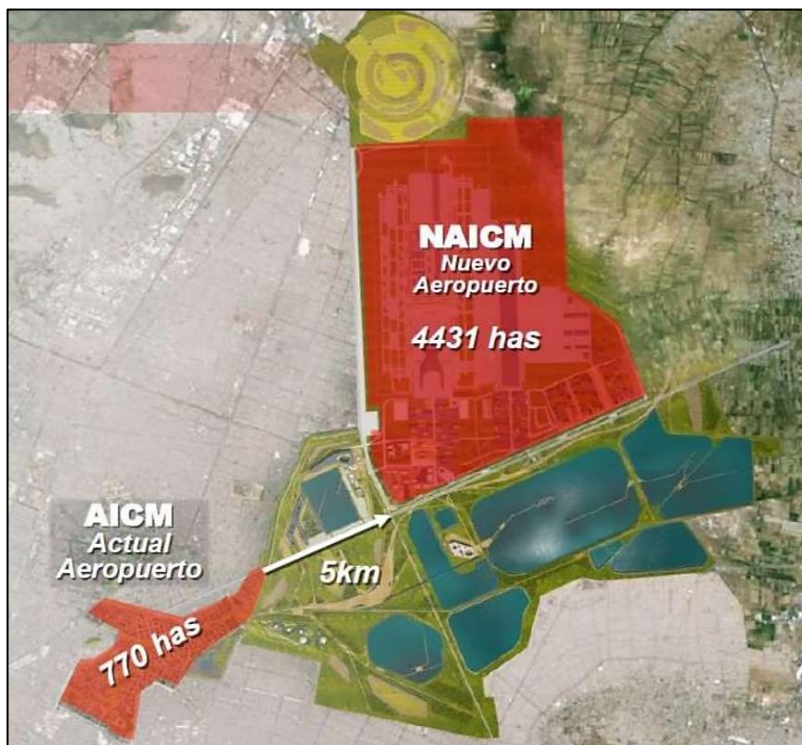 NAICM
Nuevo
Aeropuerto
4431 has
AICM
Actual
Aeropuerto
5km
770 has